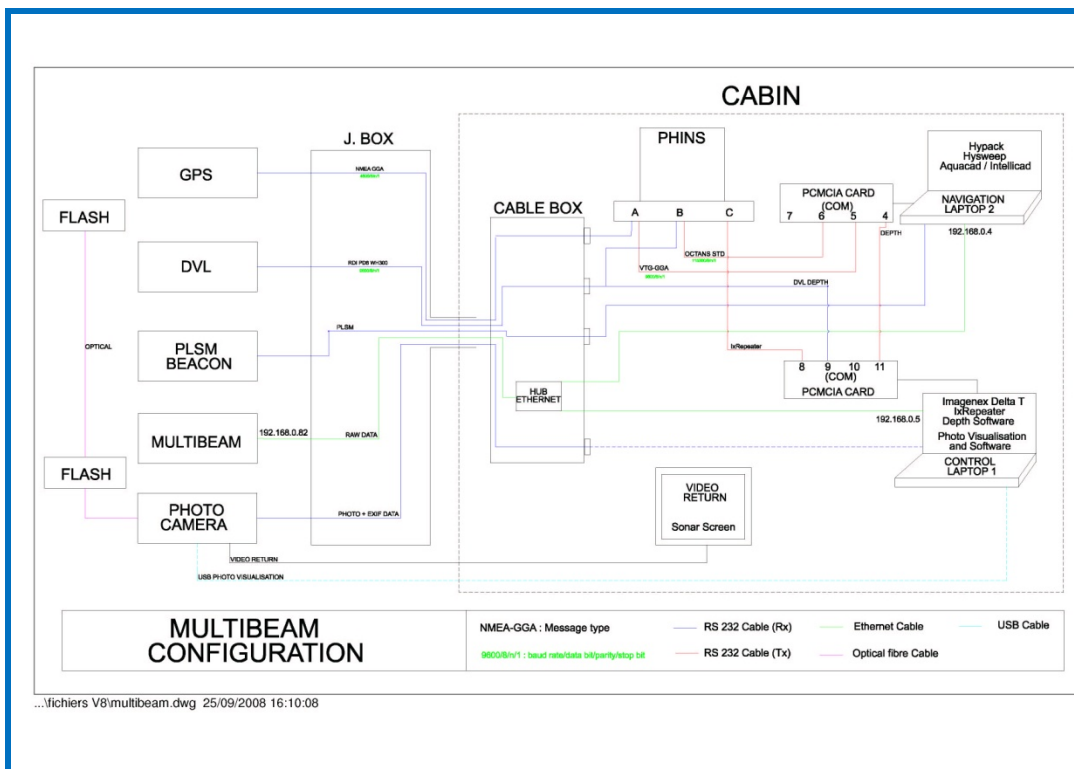 CABIN
J. BOX
PHINS
Hypack
Hysweep
Aquacad / Intellicad
GPS
NMEA-GGA
PCMCIA CARD
(COM)
7 6 5 4
NAVIGATION
LAPTOP 2
FLASH
CABLE BOX
A B C
DEPTH
192.168.0.4
DVL
RDI PD8 WH300
OCTANS STD
VTG-GGA
DVL DEPTH
OPTICAL
PLSM
BEACON
PLSM
IxRepeater
8 9 10 11
(COM)
PCMCIA CARD
HUB
ETHERNET
MULTIBEAM
192.168.0.82
RAW DATA
192.168.0.5
Imagenex Delta T
IxRepeater
Depth Software
Photo Visualisation
and Software
CONTROL
LAPTOP 1
FLASH
PHOTO
CAMERA
PHOTO + EXIF DATA
VIDEO
RETURN
Sonar Screen
VIDEO RETURN
USB PHOTO VISUALISATION
MULTIBEAM
CONFIGURATION
NMEA-GGA : Message type
RS 232 Cable (Rx)
Ethernet Cable
USB Cable
9600/8/n/1 : baud rate/data bit/parity/stop bit
RS 232 Cable (Tx)
Optical fibre Cable
...\fichiers V8\multibeam.dwg 25/09/2008 16:10:08